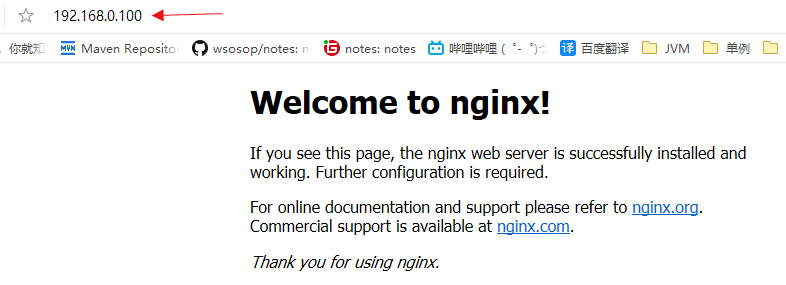 192.168.0.100
你就知 Maven Reposito wsosop/notes: n notes: notes 哔哩哔哩 ( ゜- ゜)つ 百度翻译 JVM 单例
Welcome to nginx!
If you see this page, the nginx web server is successfully installed and
working. Further configuration is required.
For online documentation and support please refer to nginx.org.
Commercial support is available at nginx.com.
Thank you for using nginx.